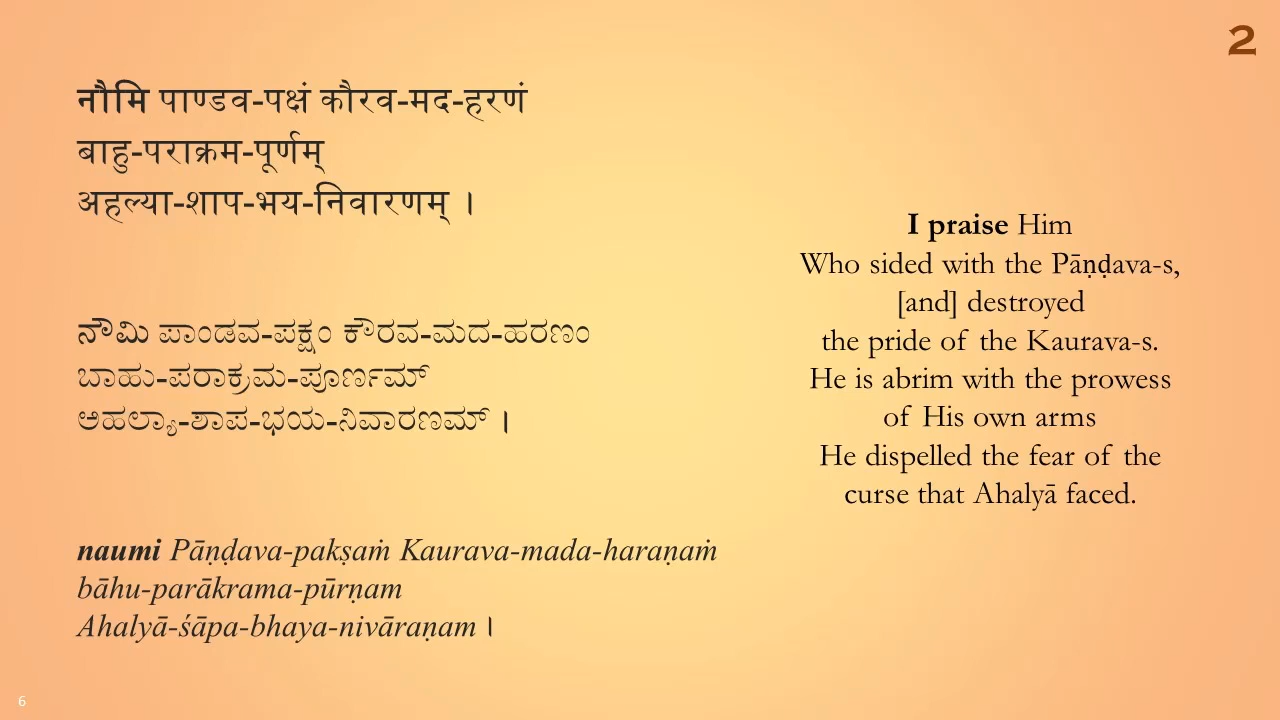 2
नौमि पाण्डव-पक्षं कौरव-मद-हरणं
बाहु-पराक्रम-पूर्णम्
अहल्या-शाप-भय-निवारणम् ।
ನೌಮಿ ಪಾಂಡವ-ಪಕ್ಷಂ ಕೌರವ-ಮದ-ಹರಣಂ
ಬಾಹು-ಪರಾಕ್ರಮ-ಪೂರ್ಣಮ್
ಅಹಲ್ಯಾ-ಶಾಪ-ಭಯ-ನಿವಾರಣಮ್ ।
naumi Pāṇḍava-pakṣaṁ Kaurava-mada-haraṇaṁ
bāhu-parākrama-pūrṇam
Ahalyā-śāpa-bhaya-nivāraṇam ।
I praise Him
Who sided with the Pāṇḍava-s,
[and] destroyed
the pride of the Kaurava-s.
He is abrim with the prowess
of His own arms
He dispelled the fear of the
curse that Ahalyā faced.
6